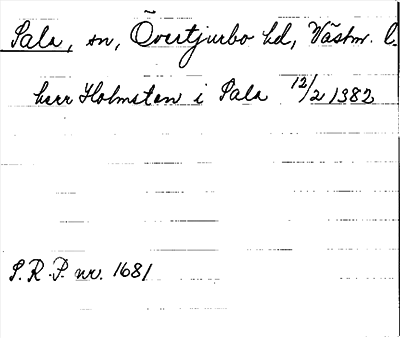 Sala, sn, Övertjurbo hd, Västm. l.
herr Holmsten i Sala 12/2 1382
S.R.P. nr. 1681